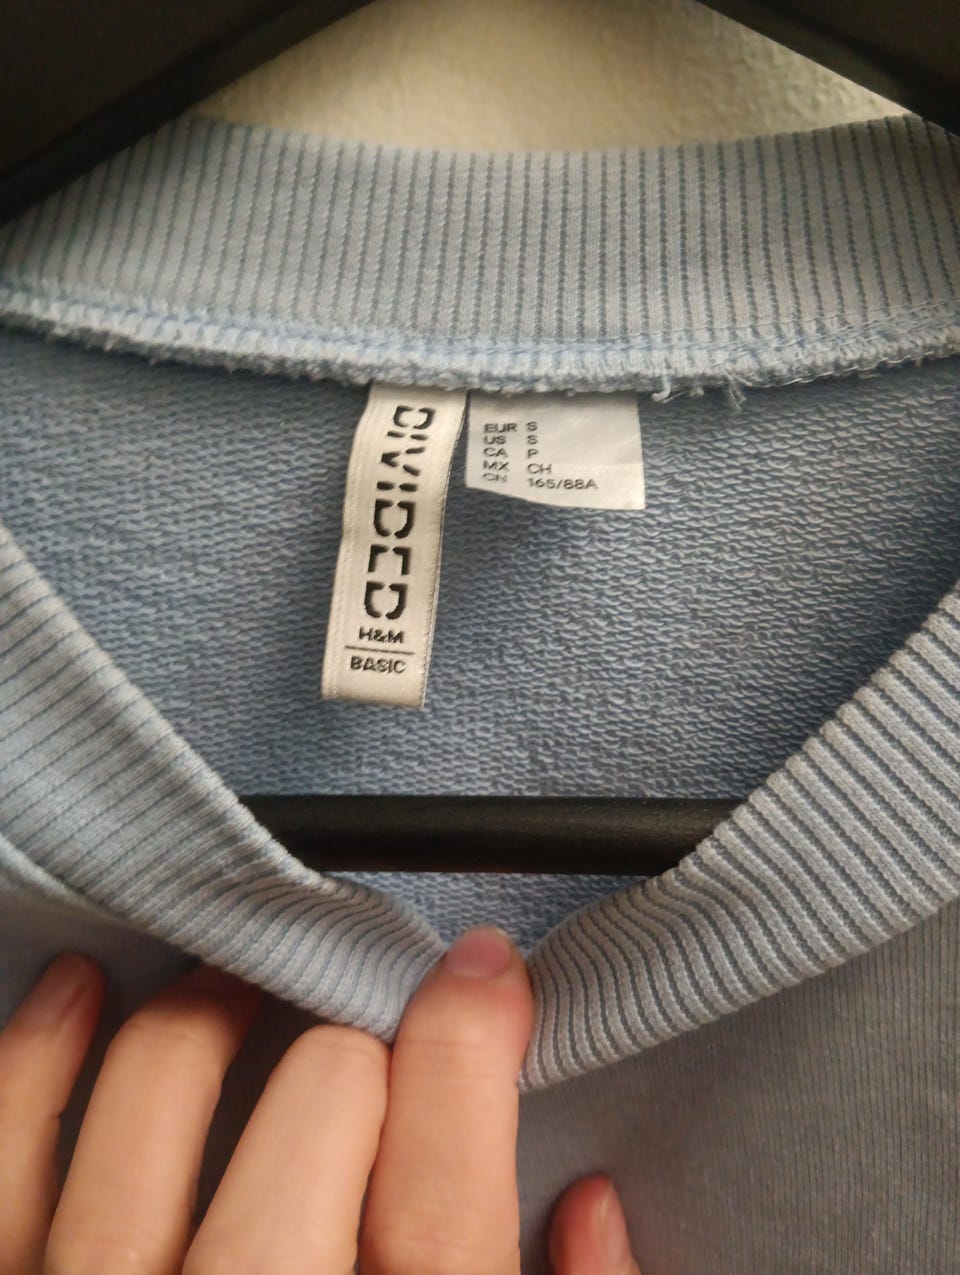 DIVIDED
H&M
BASIC
EUR S
US S
CA P
MX CH
CN 165/88A